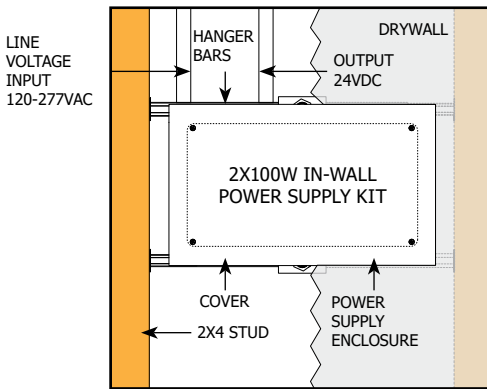 LINE
VOLTAGE
INPUT
120-277VAC
HANGER
BARS
DRYWALL
OUTPUT
24VDC
2X100W IN-WALL
POWER SUPPLY KIT
COVER
2X4 STUD
POWER
SUPPLY
ENCLOSURE